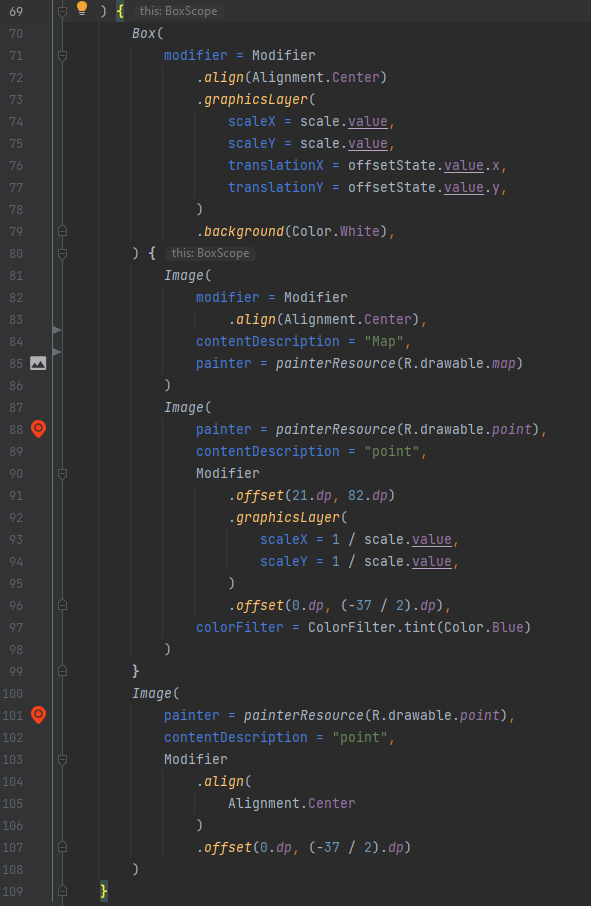 69 ) { this: BoxScope
70 Box(
71 modifier = Modifier
72 .align(Alignment.Center)
73 .graphicsLayer(
74 scaleX = scale.value,
75 scaleY = scale.value,
76 translationX = offsetState.value.x,
77 translationY = offsetState.value.y,
78 )
79 .background(Color.White),
80 ) { this: BoxScope
81 Image(
82 modifier = Modifier
83 .align(Alignment.Center),
84 contentDescription = "Map",
85 painter = painterResource(R.drawable.map)
86 )
87 Image(
88 painter = painterResource(R.drawable.point),
89 contentDescription = "point",
90 Modifier
91 .offset(21.dp, 82.dp)
92 .graphicsLayer(
93 scaleX = 1 / scale.value,
94 scaleY = 1 / scale.value,
95 )
96 .offset(0.dp, (-37 / 2).dp),
97 colorFilter = ColorFilter.tint(Color.Blue)
98 )
99 }
100 Image(
101 painter = painterResource(R.drawable.point),
102 contentDescription = "point",
103 Modifier
104 .align(
105 Alignment.Center
106 )
107 .offset(0.dp, (-37 / 2).dp)
108 )
109 }